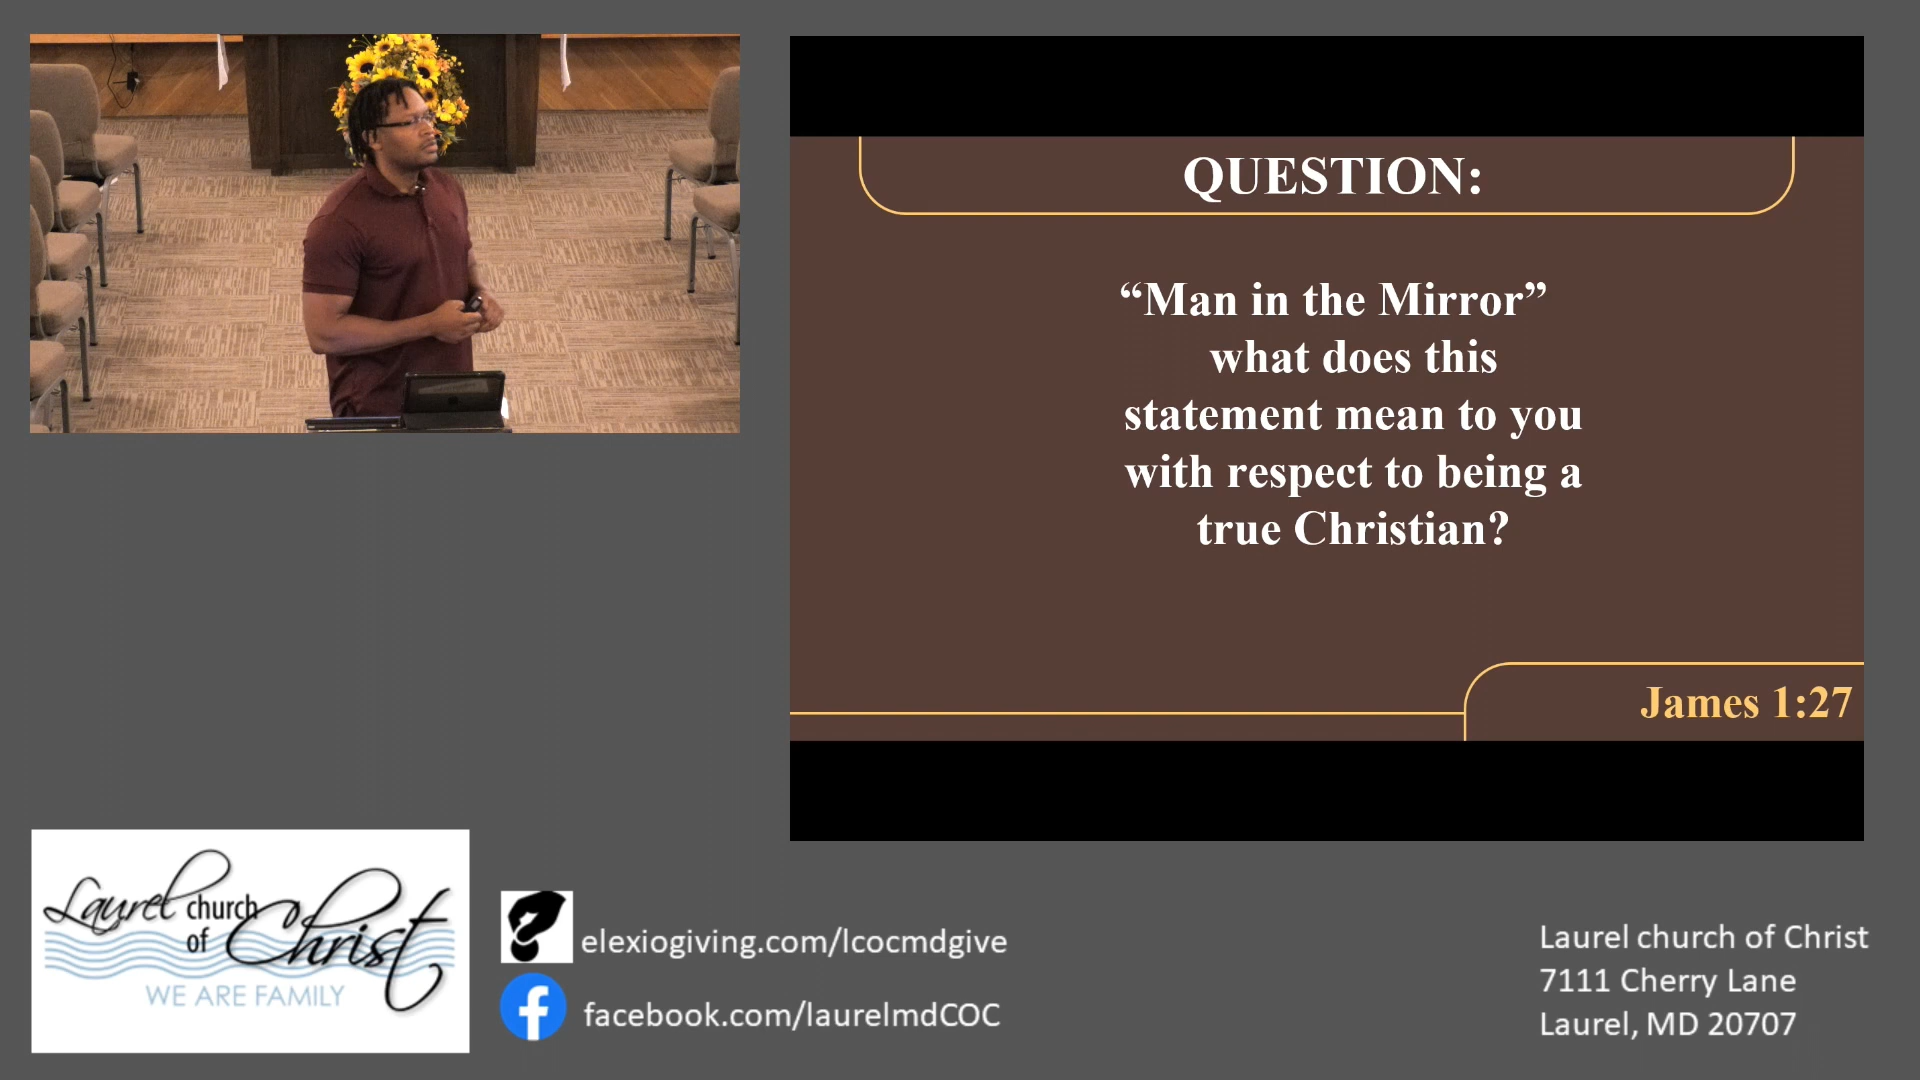 QUESTION:
“Man in the Mirror”
what does this
statement mean to you
with respect to being a
true Christian?
James 1:27
Laurel church of Christ
WE ARE FAMILY
elexiogiving.com/lcocmdgive
facebook.com/laurelmdCOC
Laurel church of Christ
7111 Cherry Lane
Laurel, MD 20707